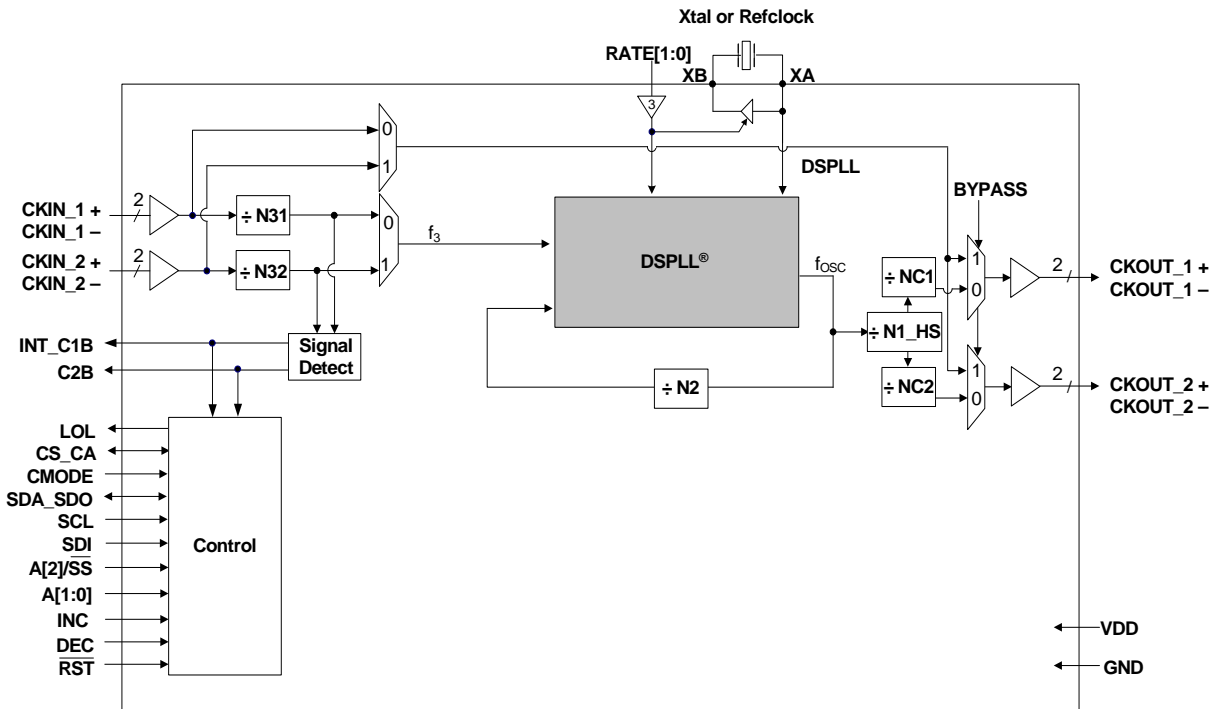 Xtal or Refclock
RATE[1:0]
XB
XA
3
0
1
DSPLL
BYPASS
CKIN_1 +
CKIN_1 –
2
÷ N31
0
1
f3
DSPLL®
fOSC
CKIN_2 +
CKIN_2 –
2
÷ N32
÷ NC1
1
0
2
CKOUT_1 +
CKOUT_1 –
÷ N1_HS
INT_C1B
C2B
Signal
Detect
÷ N2
÷ NC2
1
0
2
CKOUT_2 +
CKOUT_2 –
LOL
CS_CA
CMODE
SDA_SDO
SCL
SDI
A[2]/S̅S̅
A[1:0]
INC
DEC
R̅S̅T̅
Control
VDD
GND